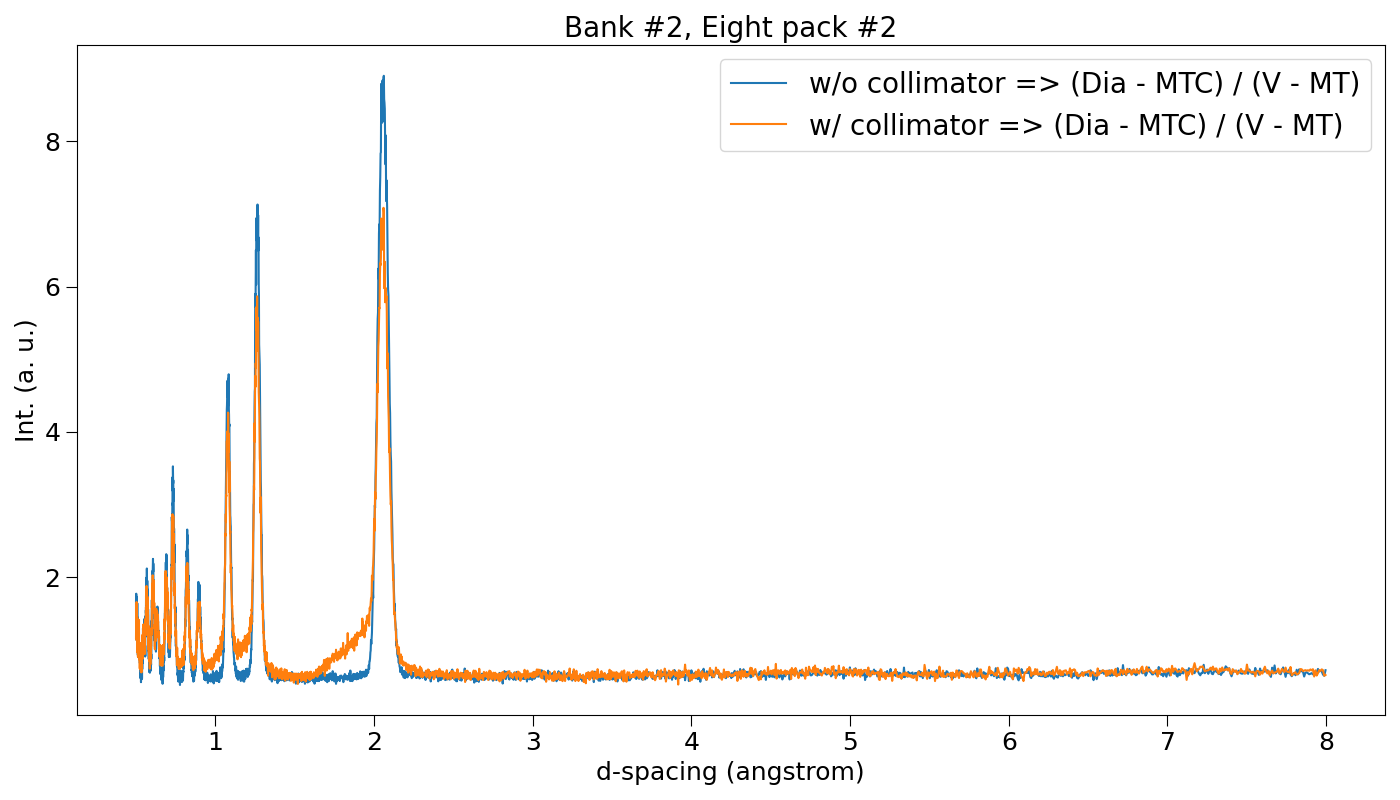 Bank #2, Eight pack #2
w/o collimator => (Dia - MTC) / (V - MT)
w/ collimator => (Dia - MTC) / (V - MT)
Int. (a. u.)
8
6
4
2
1 2 3 4 5 6 7 8
d-spacing (angstrom)